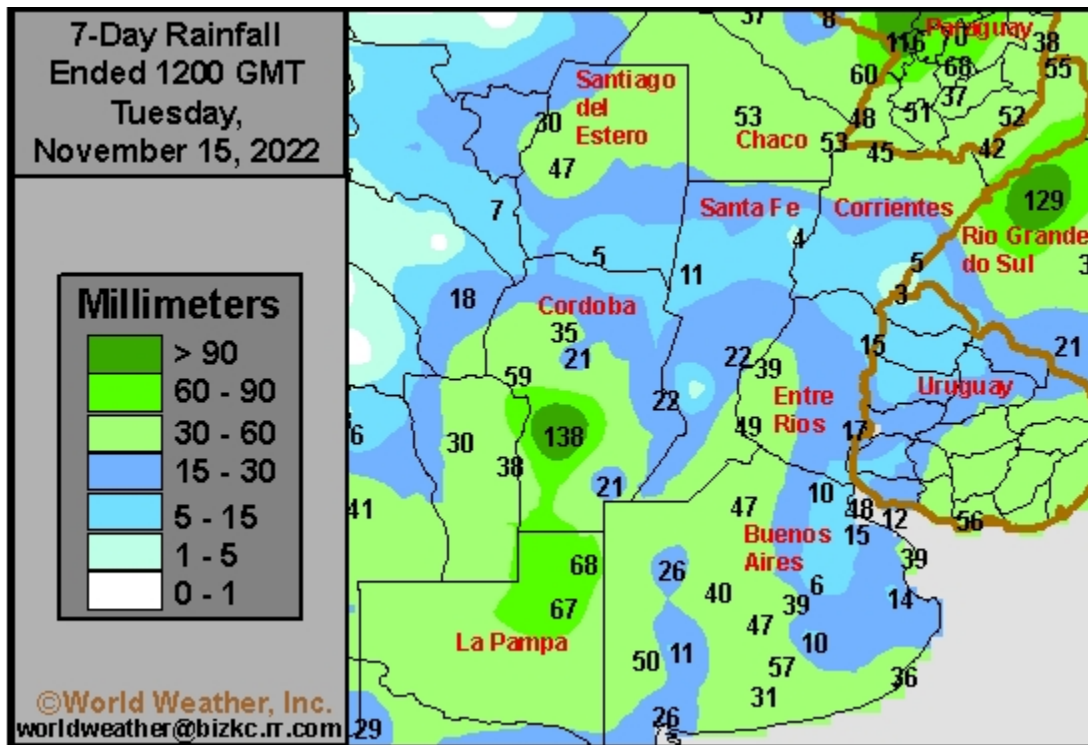 7-Day Rainfall
Ended 1200 GMT
Tuesday,
November 15, 2022
Millimeters
> 90
60 - 90
30 - 60
15 - 30
5 - 15
1 - 5
0 - 1
©World Weather, Inc.
worldweather@bizkc.rr.com
37 8 Paraguay
116 70 38
60 68 55
Santiago
del
Estero
37
30 53 48 51 52
Chaco 53 45 42
47
129
7 Santa Fe Corrientes
4 Rio Grande
do Sul
5 5
11
18 3
Cordoba
35
21 22 15 21
59 39
Uruguay
22 Entre
Rios
6 138 49 17
30
38
21 10
41 47 48 12 56
Buenos
Aires
15
68 26 39
6
67 40 39 14
47
La Pampa 10
50 11 57
31 36
29 26